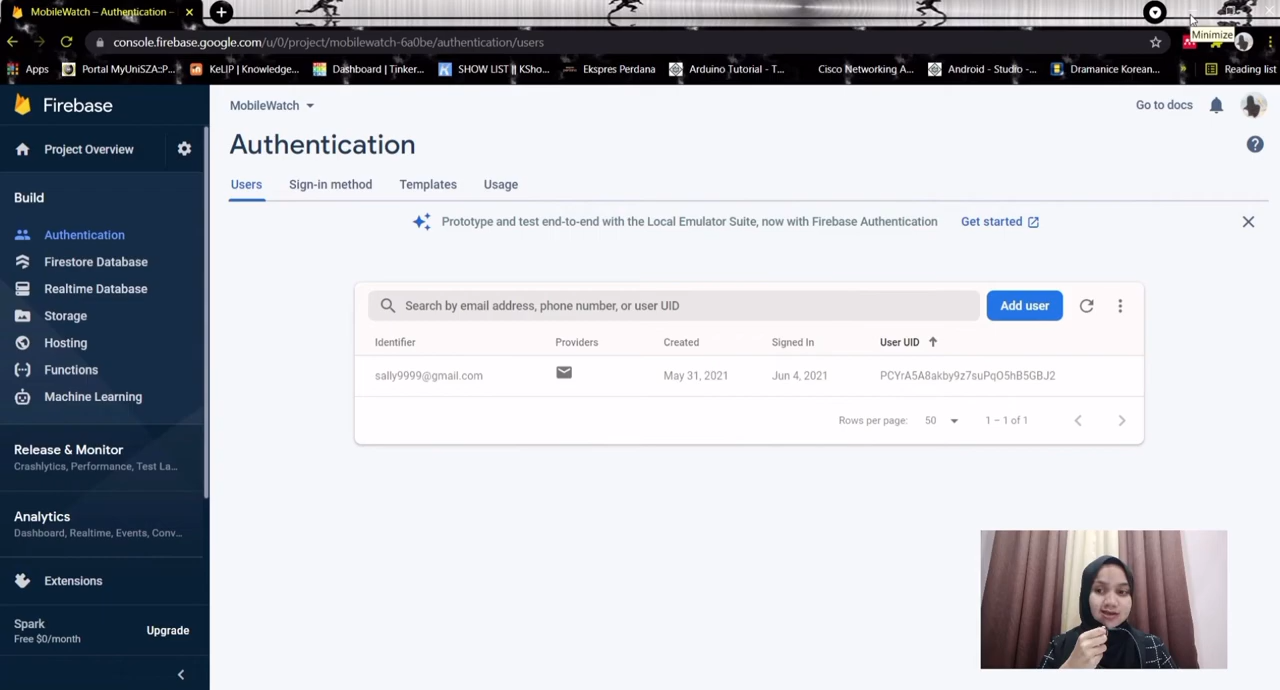 MobileWatch – Authentication –
Minimize
console.firebase.google.com/u/0/project/mobilewatch-6a0be/authentication/users
Apps Portal MyUniSZA::P... KeLIP | Knowledge... Dashboard | Tinker... SHOW LIST || KSho... Ekspres Perdana Arduino Tutorial - T... Cisco Networking A... Android - Studio -... Dramanice Korean... » Reading list
Firebase
MobileWatch
Go to docs
Project Overview
Authentication
Users Sign-in method Templates Usage
Build
Prototype and test end-to-end with the Local Emulator Suite, now with Firebase Authentication Get started
Authentication
Firestore Database
Realtime Database
Storage
Hosting
Functions
Machine Learning
Search by email address, phone number, or user UID Add user
Identifier Providers Created Signed In User UID
sally9999@gmail.com May 31, 2021 Jun 4, 2021 PCYrA5A8akby9z7suPqO5hB5GBJ2
Rows per page: 50 1 – 1 of 1
Release & Monitor
Crashlytics, Performance, Test La...
Analytics
Dashboard, Realtime, Events, Conv...
Extensions
Spark
Free $0/month
Upgrade